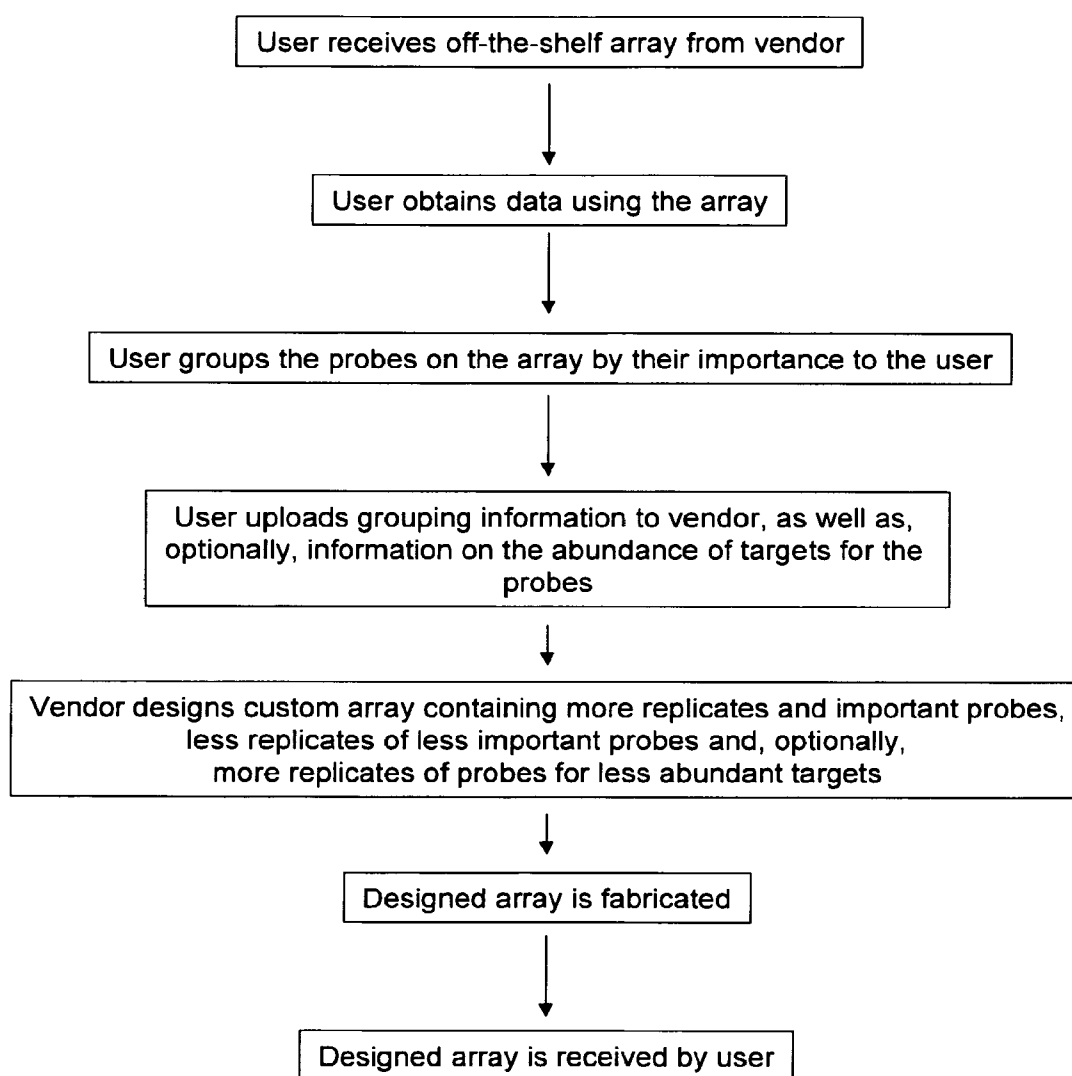 User receives off-the-shelf array from vendor
User obtains data using the array
User groups the probes on the array by their importance to the user
User uploads grouping information to vendor, as well as,
optionally, information on the abundance of targets for the
probes
Vendor designs custom array containing more replicates and important probes,
less replicates of less important probes and, optionally,
more replicates of probes for less abundant targets
Designed array is fabricated
Designed array is received by user